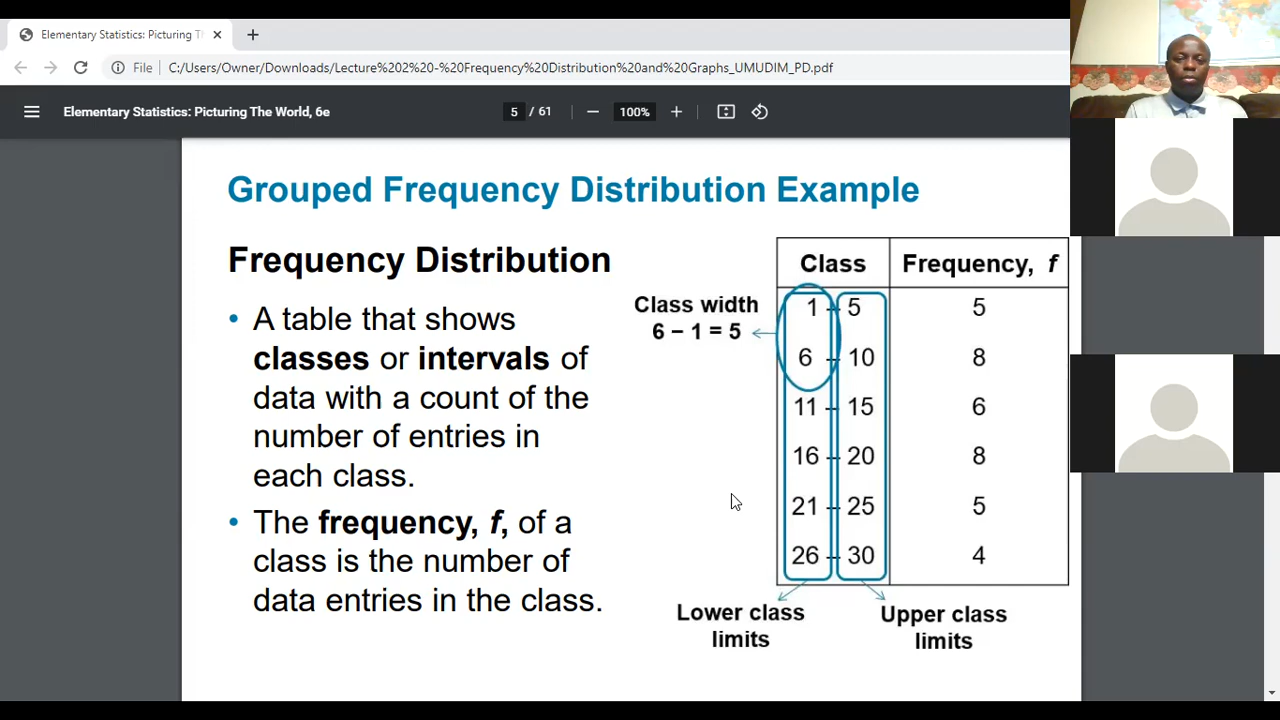 Elementary Statistics: Picturing T
File C:/Users/Owner/Downloads/Lecture%202%20-%20Frequency%20Distribution%20and%20Graphs_UMUDIM_PD.pdf
Elementary Statistics: Picturing The World, 6e
5 / 61
100%
Grouped Frequency Distribution Example
Frequency Distribution
• A table that shows
classes or intervals of
data with a count of the
number of entries in
each class.
• The frequency, f, of a
class is the number of
data entries in the class.
Class width
6 – 1 = 5
Class Frequency, f
1 – 5 5
6 – 10 8
11 – 15 6
16 – 20 8
21 – 25 5
26 – 30 4
Lower class
limits
Upper class
limits